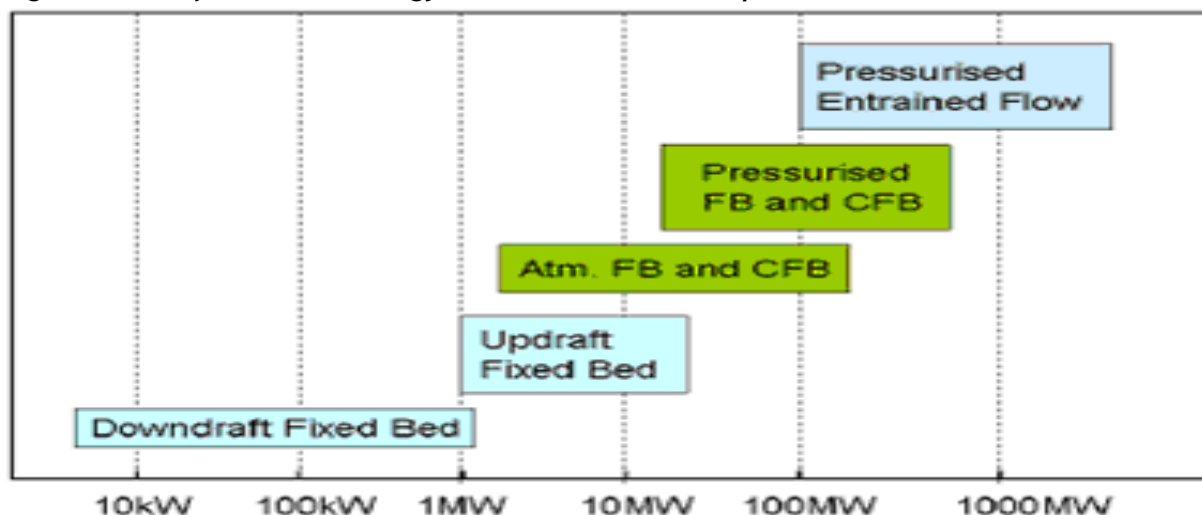 Pressurised
Entrained Flow
Pressurised
FB and CFB
Atm. FB and CFB
Updraft
Fixed Bed
Downdraft Fixed Bed
10kW 100kW 1MW 10MW 100MW 1000MW